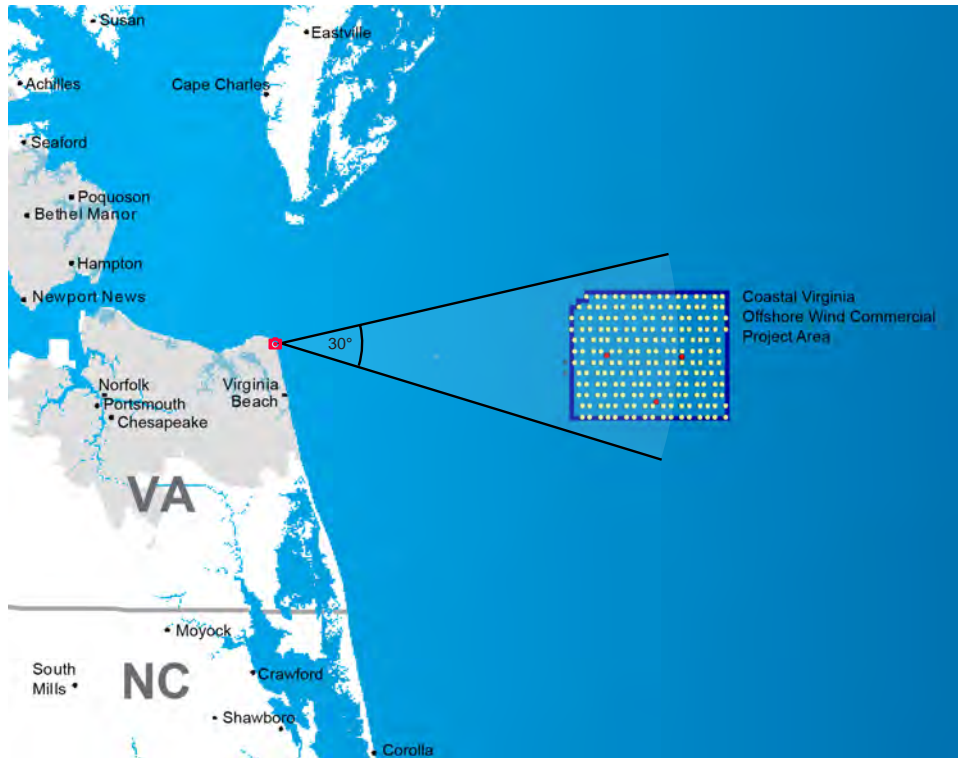 Susan
Eastville
Achilles
Cape Charles
Seaford
Poquoson
Bethel Manor
Hampton
Newport News
Coastal Virginia
Offshore Wind Commercial
Project Area
C
30°
Norfolk
Virginia
Beach
Portsmouth
Chesapeake
VA
Moyock
NC
South
Mills
Crawford
Shawboro
Corolla